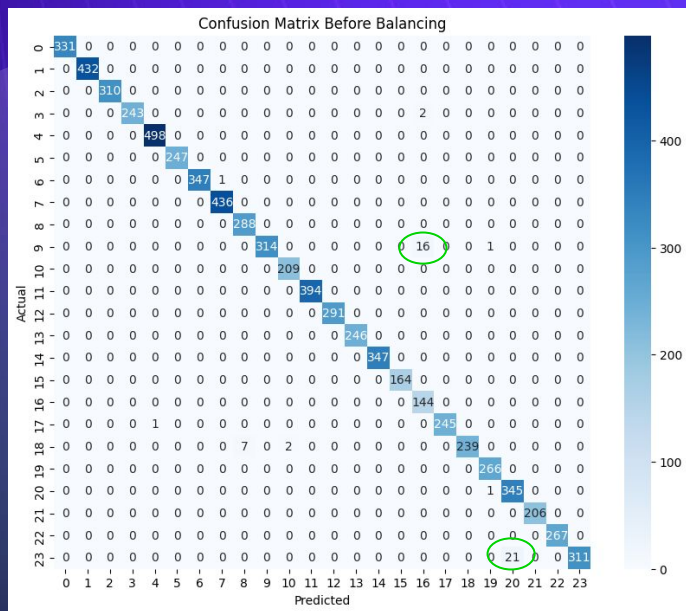 Confusion Matrix Before Balancing
0 331 0 0 0 0 0 0 0 0 0 0 0 0 0 0 0 0 0 0 0 0 0 0 0
1 0 432 0 0 0 0 0 0 0 0 0 0 0 0 0 0 0 0 0 0 0 0 0 0
2 0 0 310 0 0 0 0 0 0 0 0 0 0 0 0 0 0 0 0 0 0 0 0 0
3 0 0 0 243 0 0 0 0 0 0 0 0 0 0 0 0 2 0 0 0 0 0 0 0
4 0 0 0 0 498 0 0 0 0 0 0 0 0 0 0 0 0 0 0 0 0 0 0 0
5 0 0 0 0 0 247 0 0 0 0 0 0 0 0 0 0 0 0 0 0 0 0 0 0
6 0 0 0 0 0 0 347 1 0 0 0 0 0 0 0 0 0 0 0 0 0 0 0 0
7 0 0 0 0 0 0 0 436 0 0 0 0 0 0 0 0 0 0 0 0 0 0 0 0
8 0 0 0 0 0 0 0 0 288 0 0 0 0 0 0 0 0 0 0 0 0 0 0 0
9 0 0 0 0 0 0 0 0 0 314 0 0 0 0 0 0 16 0 0 1 0 0 0 0
10 0 0 0 0 0 0 0 0 0 0 209 0 0 0 0 0 0 0 0 0 0 0 0 0
11 0 0 0 0 0 0 0 0 0 0 0 394 0 0 0 0 0 0 0 0 0 0 0 0
12 0 0 0 0 0 0 0 0 0 0 0 0 291 0 0 0 0 0 0 0 0 0 0 0
13 0 0 0 0 0 0 0 0 0 0 0 0 0 246 0 0 0 0 0 0 0 0 0 0
14 0 0 0 0 0 0 0 0 0 0 0 0 0 0 347 0 0 0 0 0 0 0 0 0
15 0 0 0 0 0 0 0 0 0 0 0 0 0 0 0 164 0 0 0 0 0 0 0 0
16 0 0 0 0 0 0 0 0 0 0 0 0 0 0 0 0 144 0 0 0 0 0 0 0
17 0 0 0 0 1 0 0 0 0 0 0 0 0 0 0 0 0 245 0 0 0 0 0 0
18 0 0 0 0 0 0 0 0 7 0 2 0 0 0 0 0 0 0 239 0 0 0 0 0
19 0 0 0 0 0 0 0 0 0 0 0 0 0 0 0 0 0 0 0 266 0 0 0 0
20 0 0 0 0 0 0 0 0 0 0 0 0 0 0 0 0 0 0 0 1 345 0 0 0
21 0 0 0 0 0 0 0 0 0 0 0 0 0 0 0 0 0 0 0 0 0 206 0 0
22 0 0 0 0 0 0 0 0 0 0 0 0 0 0 0 0 0 0 0 0 0 0 267 0
23 0 0 0 0 0 0 0 0 0 0 0 0 0 0 0 0 0 0 0 0 21 0 0 311
0 1 2 3 4 5 6 7 8 9 10 11 12 13 14 15 16 17 18 19 20 21 22 23
Actual
Predicted
400
300
200
100
0